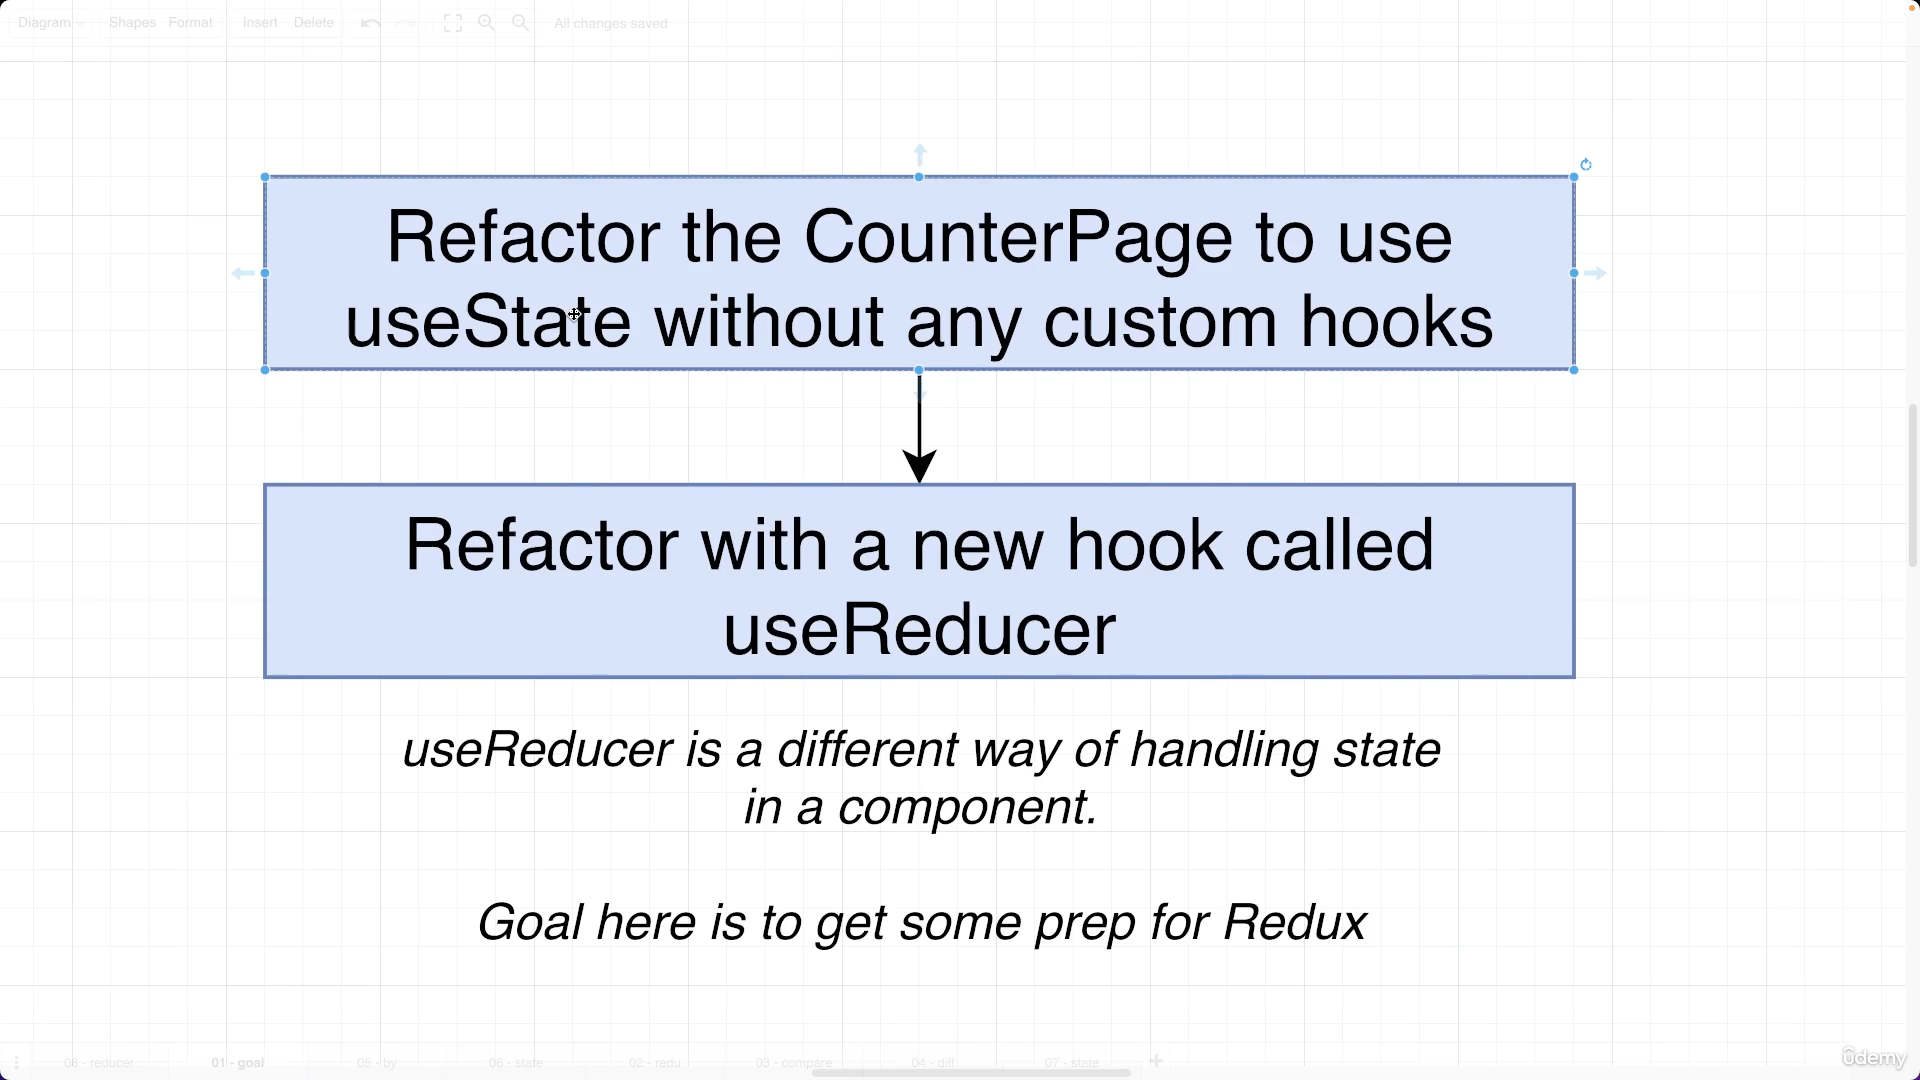 Diagram Shapes Format Insert Delete All changes saved
Refactor the CounterPage to use
useState without any custom hooks
Refactor with a new hook called
useReducer
useReducer is a different way of handling state
in a component.
Goal here is to get some prep for Redux
08 - reducer 01 - goal 05 - by 06 - state 02 - redu 03 - compare 04 - diff 07 - state
ûdemy